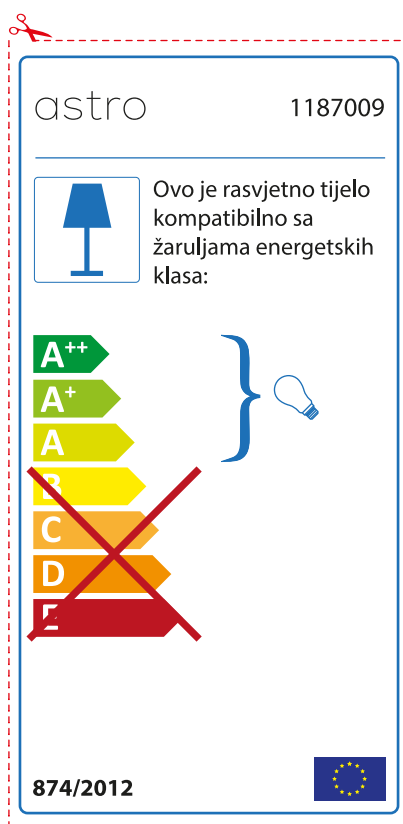 astro
1187009
Ovo je rasvjetno tijelo
kompatibilno sa
žaruljama energetskih
klasa:
A++
A+
A
B
C
D
E
874/2012